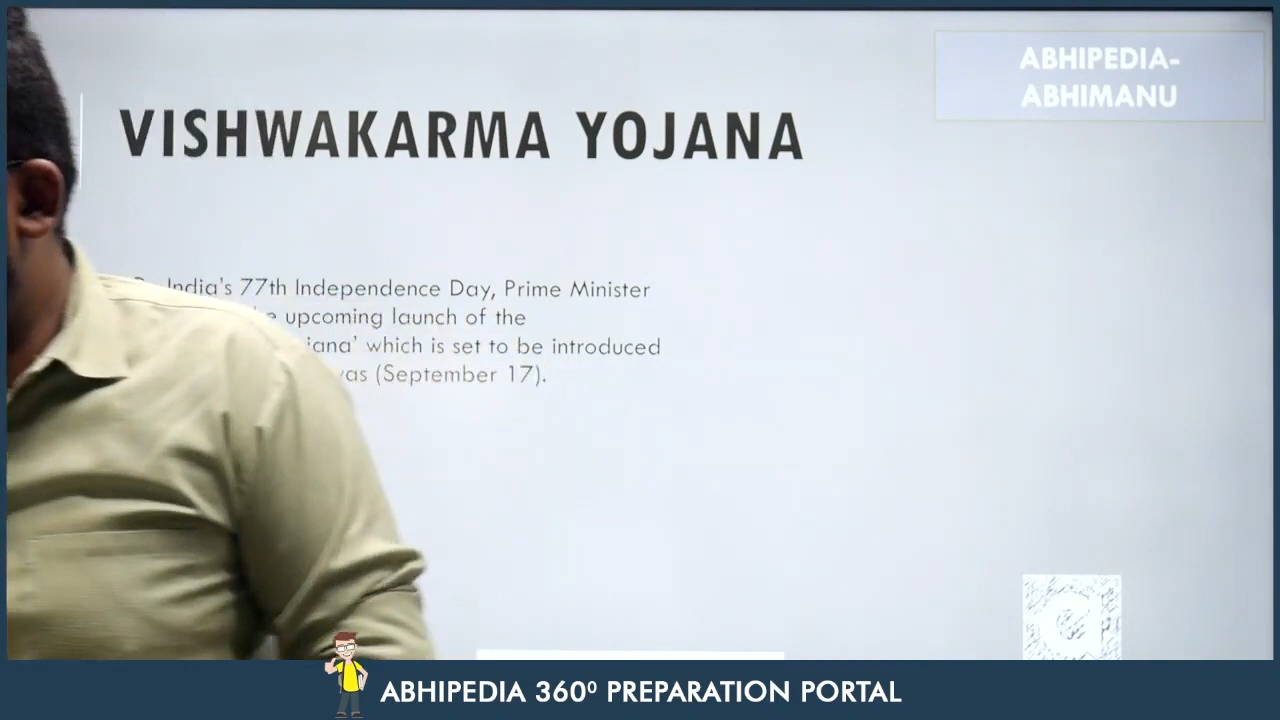 ABHIPEDIA-
ABHIMANU
VISHWAKARMA YOJANA
India's 77th Independence Day, Prime Minister
upcoming launch of the
which is set to be introduced
(September 17).
ABHIPEDIA 360⁰ PREPARATION PORTAL